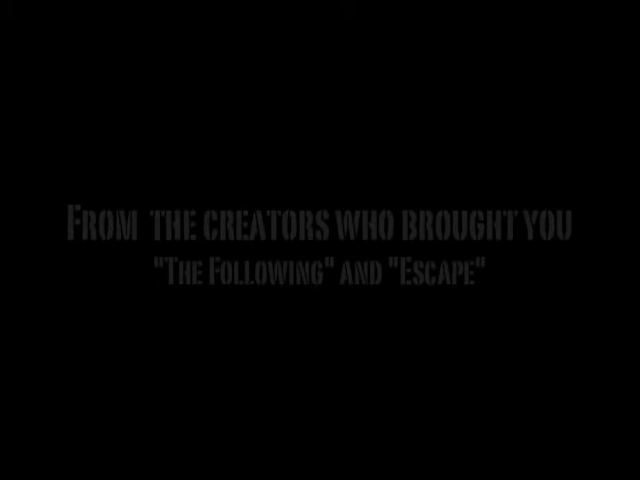 From the creators who brought you
"The Following" and "Escape"